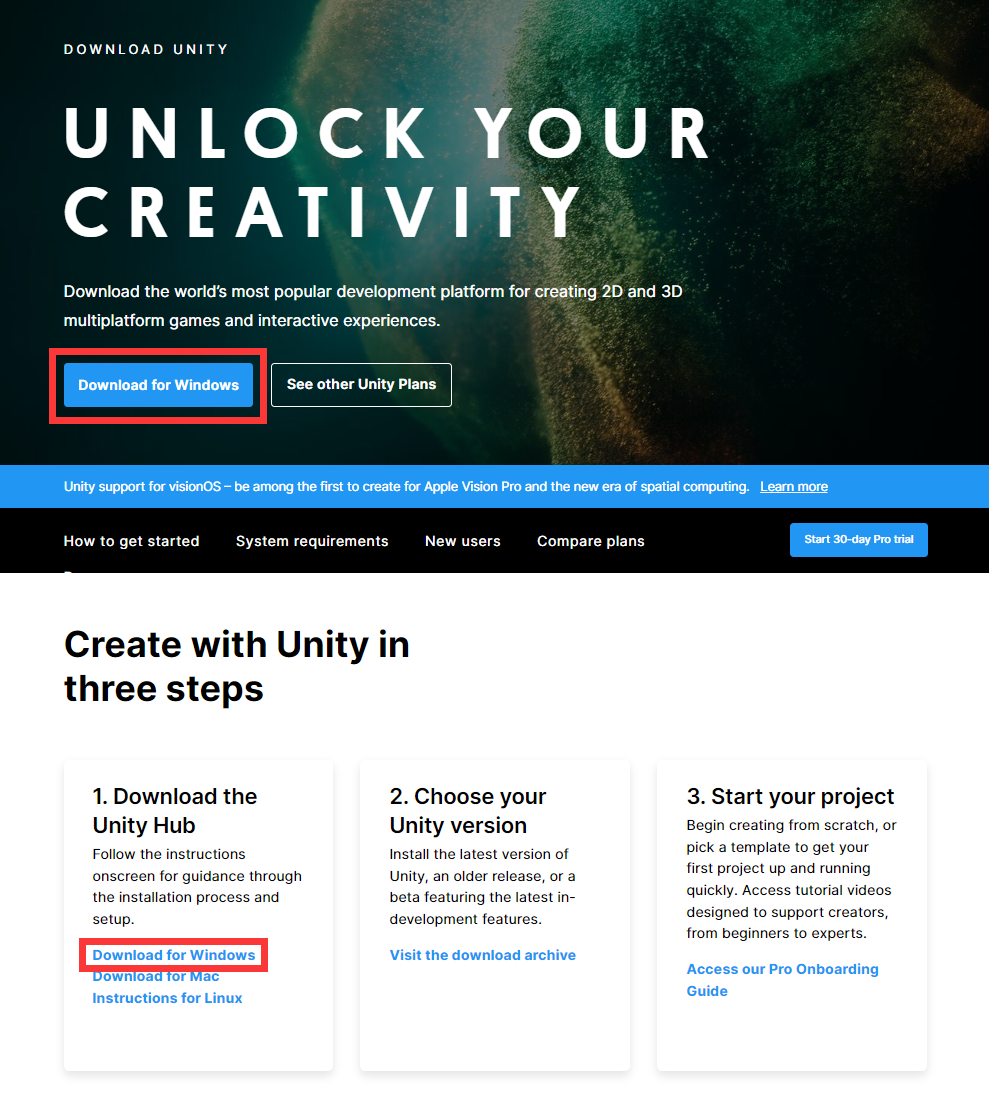 DOWNLOAD UNITY
UNLOCK YOUR
CREATIVITY
Download the world's most popular development platform for creating 2D and 3D
multiplatform games and interactive experiences.
Download for Windows
See other Unity Plans
Unity support for visionOS – be among the first to create for Apple Vision Pro and the new era of spatial computing. Learn more
How to get started
System requirements
New users
Compare plans
Start 30-day Pro trial
Create with Unity in
three steps
1. Download the
Unity Hub
Follow the instructions
onscreen for guidance through
the installation process and
setup.
Download for Windows
Download for Mac
Instructions for Linux
2. Choose your
Unity version
Install the latest version of
Unity, an older release, or a
beta featuring the latest in-
development features.
Visit the download archive
3. Start your project
Begin creating from scratch, or
pick a template to get your
first project up and running
quickly. Access tutorial videos
designed to support creators,
from beginners to experts.
Access our Pro Onboarding
Guide